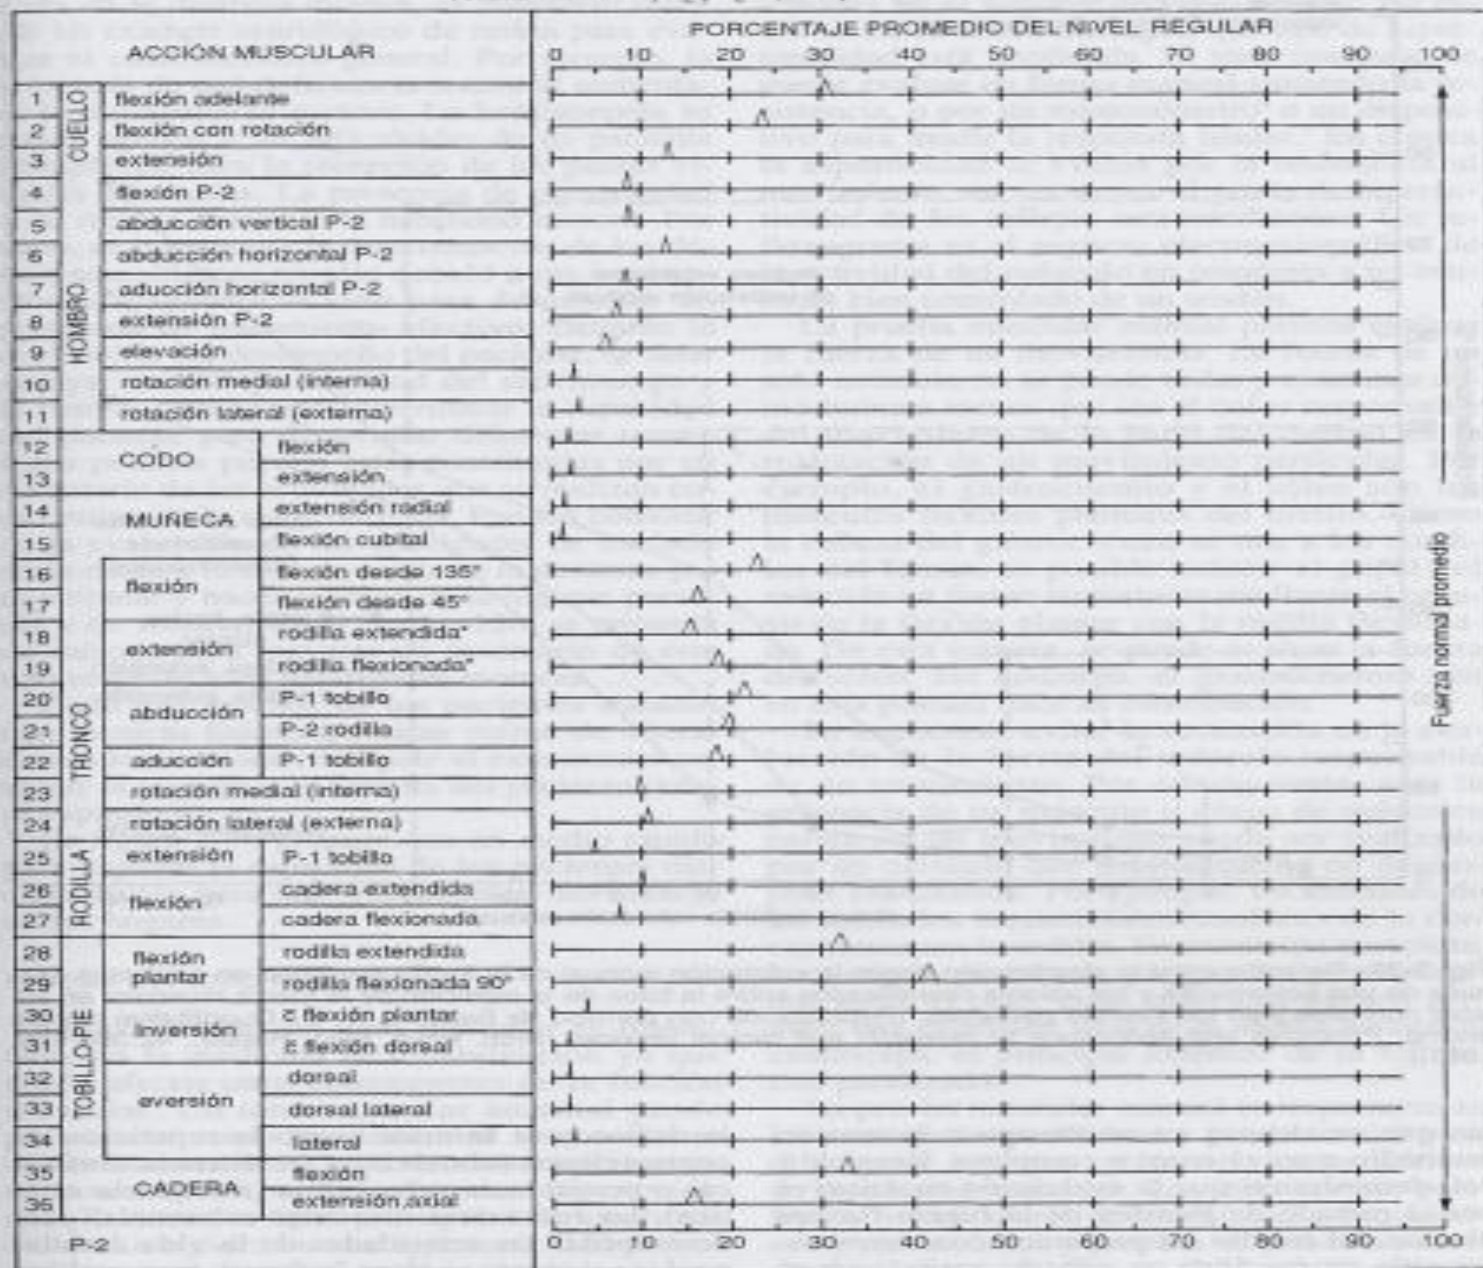 PORCENTAJE PROMEDIO DEL NIVEL REGULAR
ACCIÓN MUSCULAR
0 10 20 30 40 50 60 70 80 90 100
CUELLO
1 flexión adelante
2 flexión con rotación
3 extensión
HOMBRO
4 flexión P-2
5 abducción vertical P-2
6 abducción horizontal P-2
7 aducción horizontal P-2
8 extensión P-2
9 elevación
10 rotación medial (interna)
11 rotación lateral (externa)
CODO
12 flexión
13 extensión
MUÑECA
14 extensión radial
15 flexión cubital
TRONCO
flexión
16 flexión desde 135°
17 flexión desde 45°
extensión
18 rodilla extendida"
19 rodilla flexionada"
abducción
20 P-1 tobillo
21 P-2 rodilla
22 aducción P-1 tobillo
23 rotación medial (interna)
24 rotación lateral (externa)
RODILLA
25 extensión P-1 tobillo
flexión
26 cadera extendida
27 cadera flexionada
TOBILLO-PIE
flexión plantar
28 rodilla extendida
29 rodilla flexionada 90°
Inversión
30 c̄ flexión plantar
31 c̄ flexión dorsal
eversión
32 dorsal
33 dorsal lateral
34 lateral
CADERA
35 flexión
36 extensión,axial
P-2
0 10 20 30 40 50 60 70 80 90 100
Fuerza normal promedio